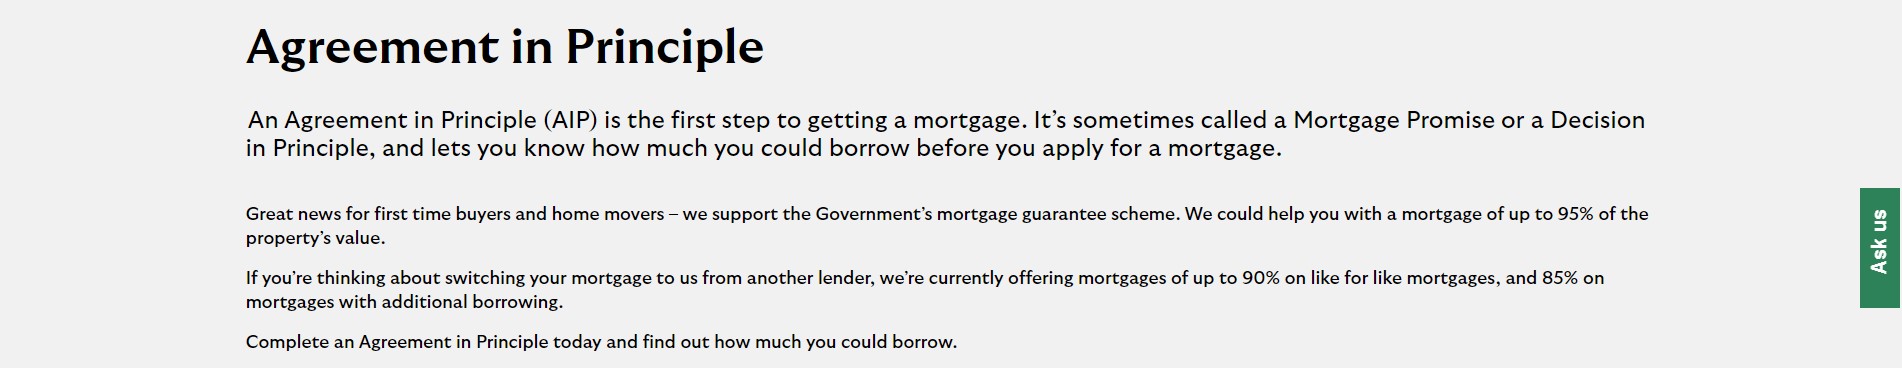 Agreement in Principle
An Agreement in Principle (AIP) is the first step to getting a mortgage. It’s sometimes called a Mortgage Promise or a Decision
in Principle, and lets you know how much you could borrow before you apply for a mortgage.
Great news for first time buyers and home movers – we support the Government’s mortgage guarantee scheme. We could help you with a mortgage of up to 95% of the
property’s value.
If you’re thinking about switching your mortgage to us from another lender, we’re currently offering mortgages of up to 90% on like for like mortgages, and 85% on
mortgages with additional borrowing.
Complete an Agreement in Principle today and find out how much you could borrow.
Ask us